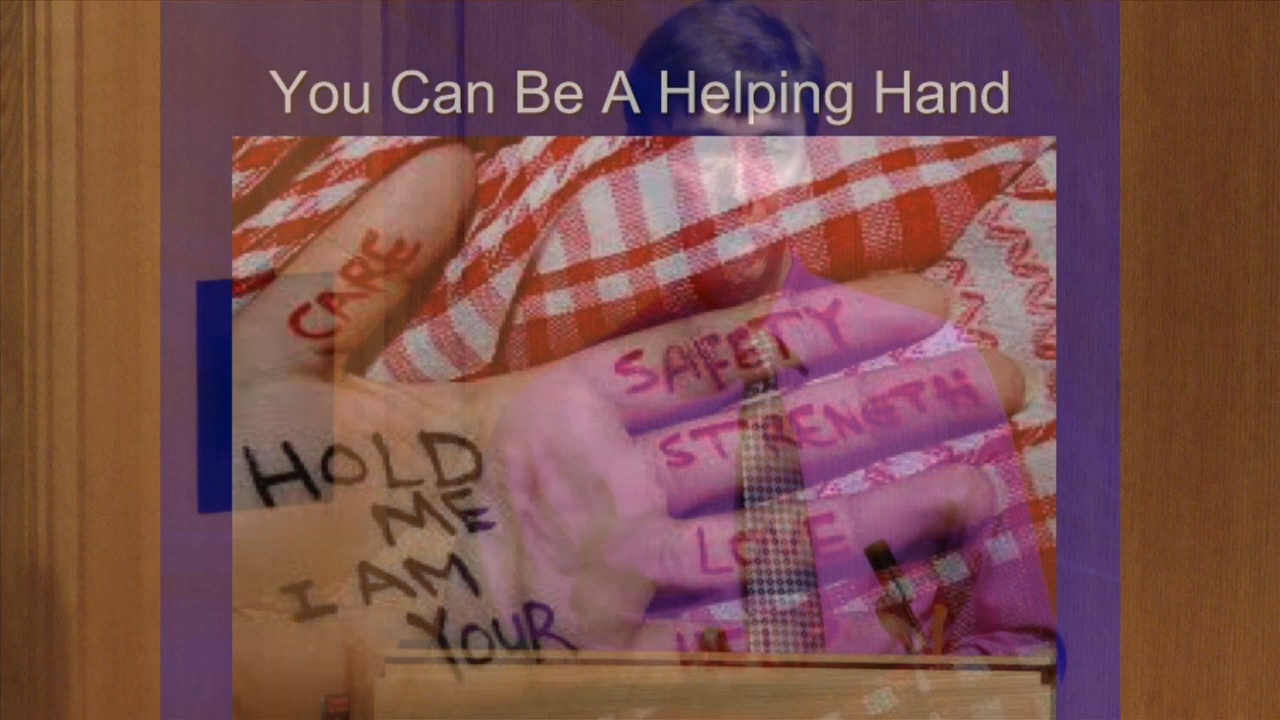 You Can Be A Helping Hand
CARE
SAFETY
STRENGTH
LOVE
HOLD
ME
I AM
YOUR